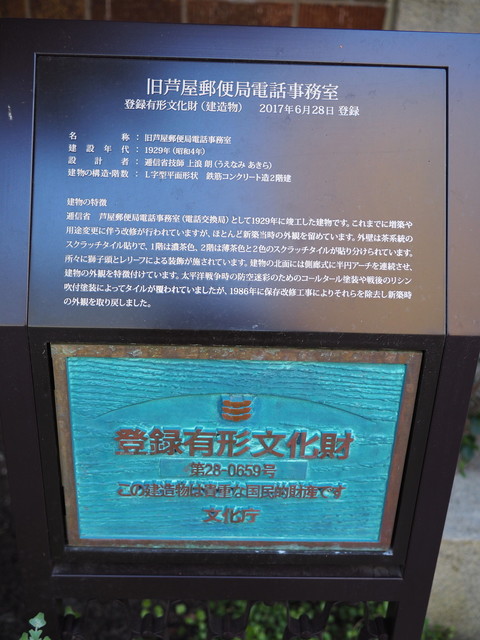 旧芦屋郵便局電話事務室
登録有形文化財（建造物）　2017年6月28日 登録
名称：旧芦屋郵便局電話事務室
建設年代：1929年（昭和4年）
設計者：逓信省技師 上浪 朗（うえなみ あきら）
建物の構造・階数：L字型平面形状　鉄筋コンクリート造2階建
建物の特徴
逓信省　芦屋郵便局電話事務室（電話交換局）として1929年に竣工した建物です。これまでに増築や
用途変更に伴う改修が行われていますが、ほとんど新築当時の外観を留めています。外壁は茶系統の
スクラッチタイル貼りで、1階は濃茶色、2階は薄茶色と2色のスクラッチタイルが貼り分けられています。
所々に獅子頭とレリーフによる装飾が施されています。建物の北面には側廊式に半円アーチを連続させ、
建物の外観を特徴付けています。太平洋戦争時の防空迷彩のためのコールタール塗装や戦後のリシン
吹付塗装によってタイルが覆われていましたが、1986年に保存改修工事によりそれらを除去し新築時
の外観を取り戻しました。
登録有形文化財
第28-0659号
この建造物は貴重な国民的財産です
文化庁